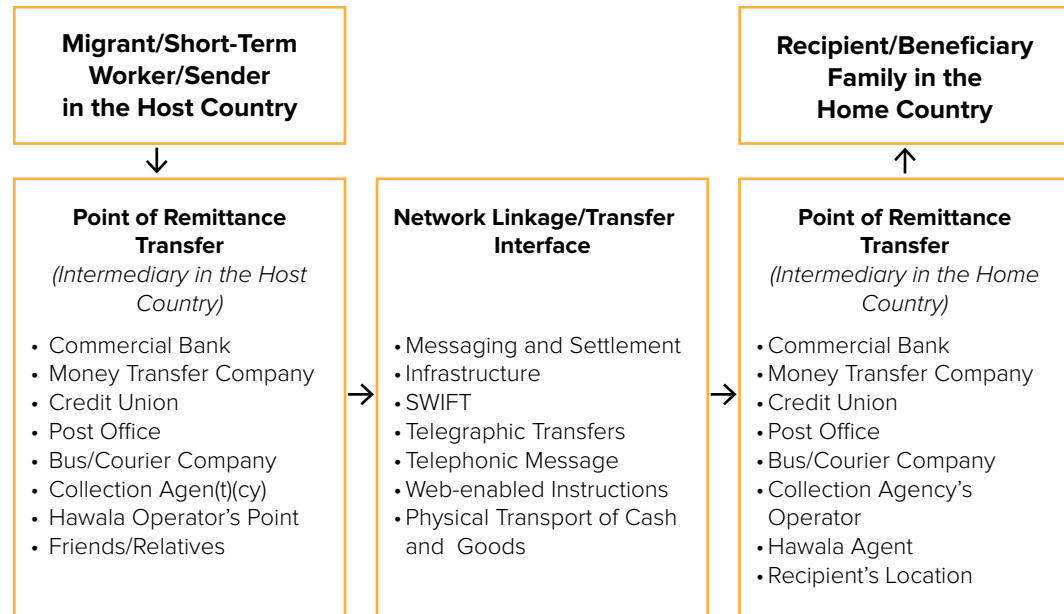 Migrant/Short-Term
Worker/Sender
in the Host Country
Recipient/Beneficiary
Family in the
Home Country
Point of Remittance
Transfer
(Intermediary in the Host
Country)
• Commercial Bank
• Money Transfer Company
• Credit Union
• Post Office
• Bus/Courier Company
• Collection Agen(t)(cy)
• Hawala Operator’s Point
• Friends/Relatives
Network Linkage/Transfer
Interface
• Messaging and Settlement
• Infrastructure
• SWIFT
• Telegraphic Transfers
• Telephonic Message
• Web-enabled Instructions
• Physical Transport of Cash
and Goods
Point of Remittance
Transfer
(Intermediary in the Home
Country)
• Commercial Bank
• Money Transfer Company
• Credit Union
• Post Office
• Bus/Courier Company
• Collection Agency’s
Operator
• Hawala Agent
• Recipient’s Location